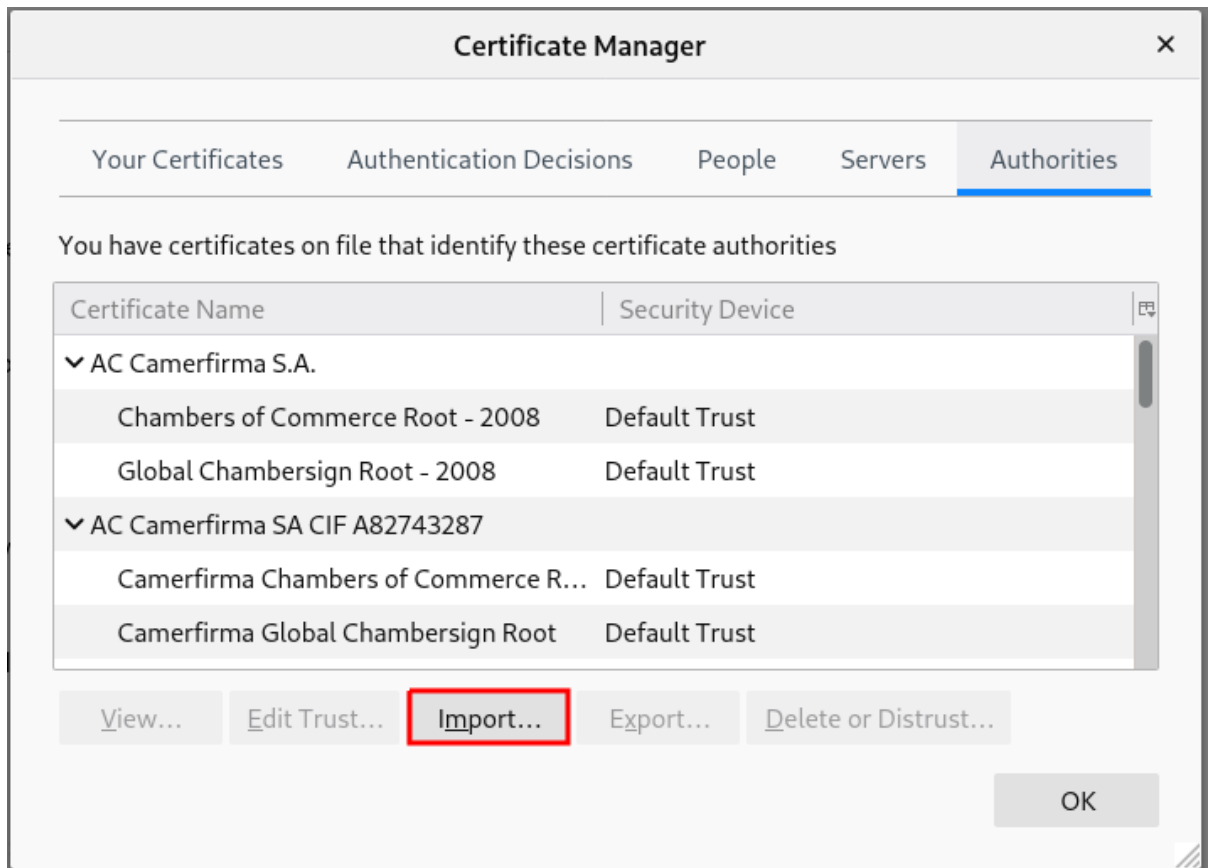 Certificate Manager
Your Certificates Authentication Decisions People Servers Authorities
You have certificates on file that identify these certificate authorities
Certificate Name Security Device
AC Camerfirma S.A.
Chambers of Commerce Root - 2008 Default Trust
Global Chambersign Root - 2008 Default Trust
AC Camerfirma SA CIF A82743287
Camerfirma Chambers of Commerce R... Default Trust
Camerfirma Global Chambersign Root Default Trust
View... Edit Trust... Import... Export... Delete or Distrust...
OK